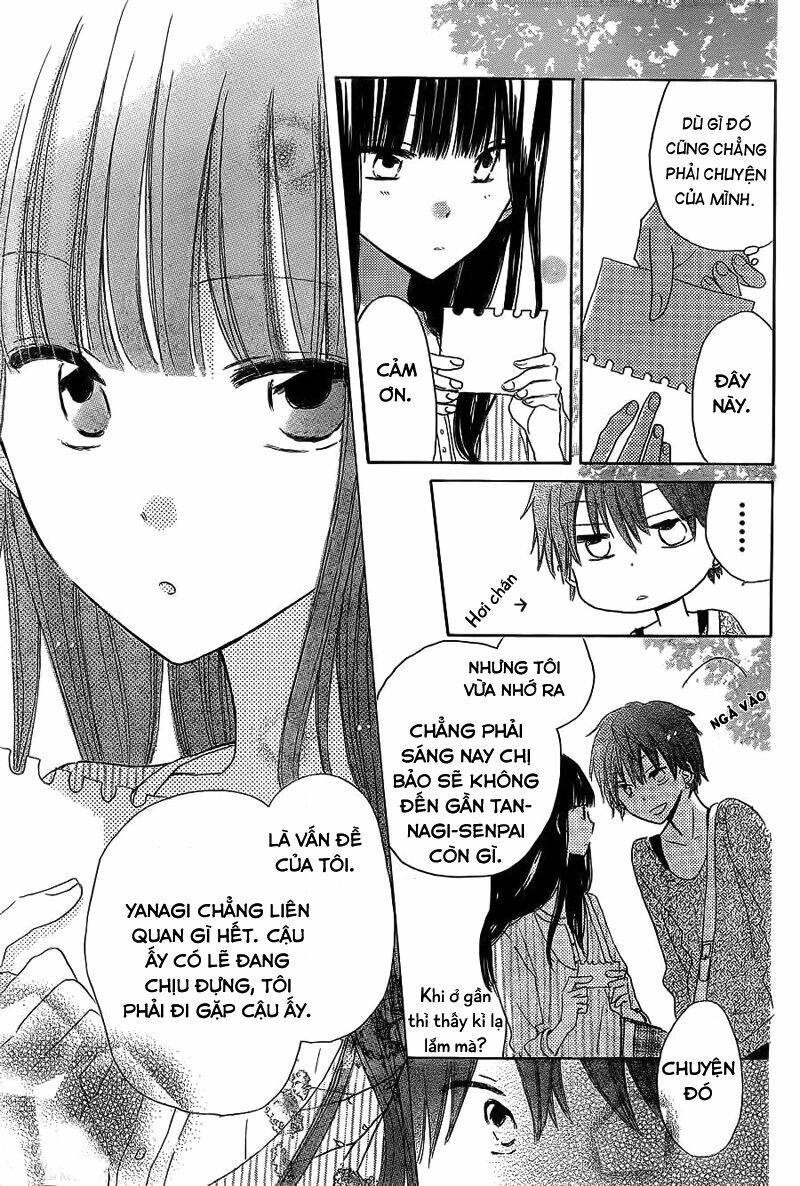 DÙ GÌ ĐÓ
CŨNG CHẲNG
PHẢI CHUYỆN
CỦA MÌNH.
ĐÂY
NÀY.
CẢM
ƠN.
......
Hơi chán
NHƯNG TÔI
VỪA NHỚ RA
CHẲNG PHẢI
SÁNG NAY CHỊ
BẢO SẼ KHÔNG
ĐẾN GẦN TAN-
NAGI-SENPAI
CÒN GÌ.
NGẢ VÀO
Khi ở gần
thì thấy kì lạ
lắm mà?
CHUYỆN
ĐÓ
LÀ VẤN ĐỀ
CỦA TÔI.
YANAGI CHẲNG LIÊN
QUAN GÌ HẾT. CẬU
ẤY CÓ LẼ ĐANG
CHỊU ĐỰNG, TÔI
PHẢI ĐI GẶP CẬU ẤY.